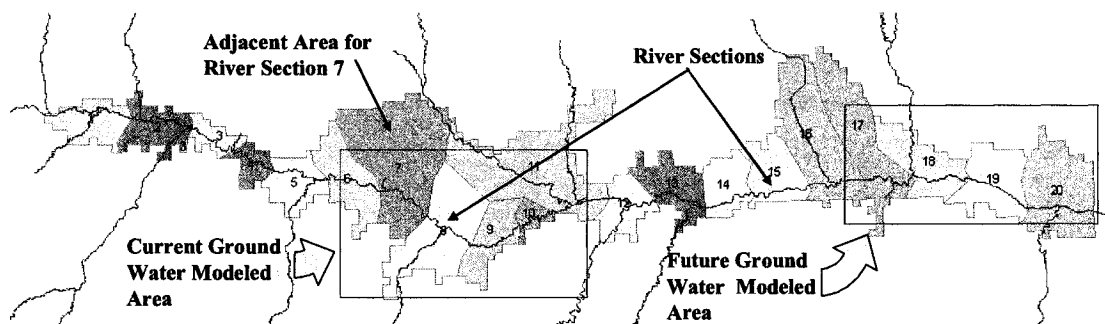 Adjacent Area for
River Section 7
River Sections
Current Ground
Water Modeled
Area
Future Ground
Water Modeled
Area
2
3
5
6
7
8
9
10
11
12
13
14
15
16
17
18
19
20